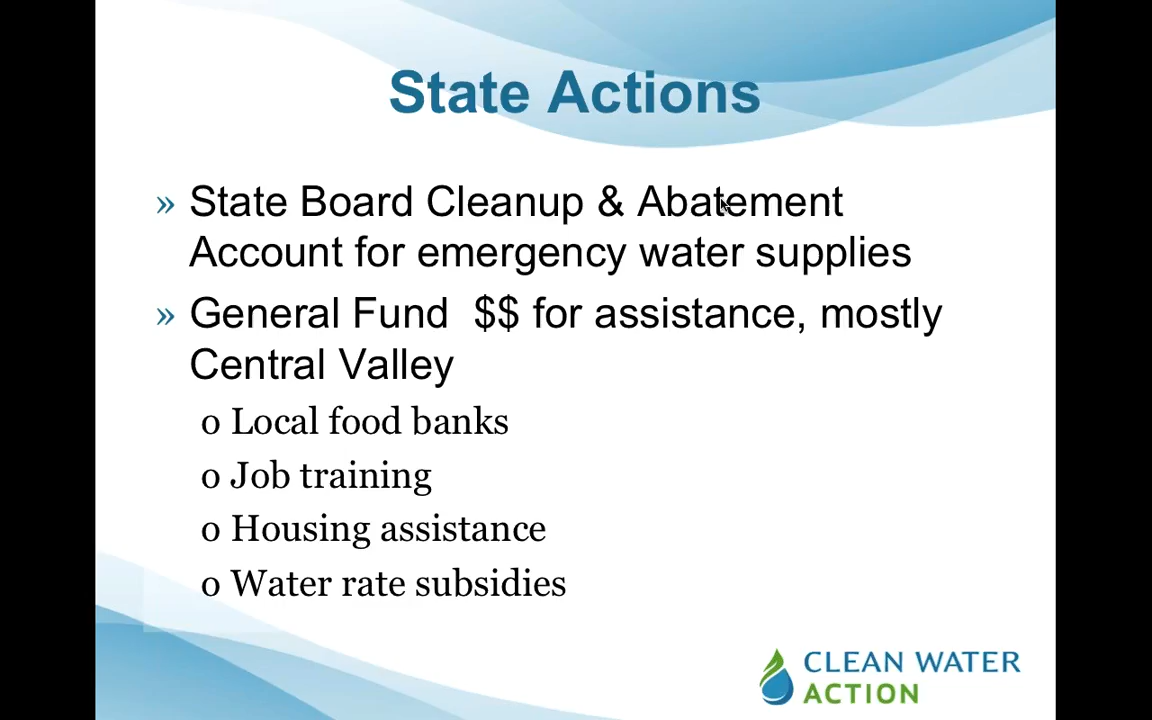 State Actions
» State Board Cleanup & Abatement
Account for emergency water supplies
» General Fund  $$ for assistance, mostly
Central Valley
o Local food banks
o Job training
o Housing assistance
o Water rate subsidies
CLEAN WATER
ACTION